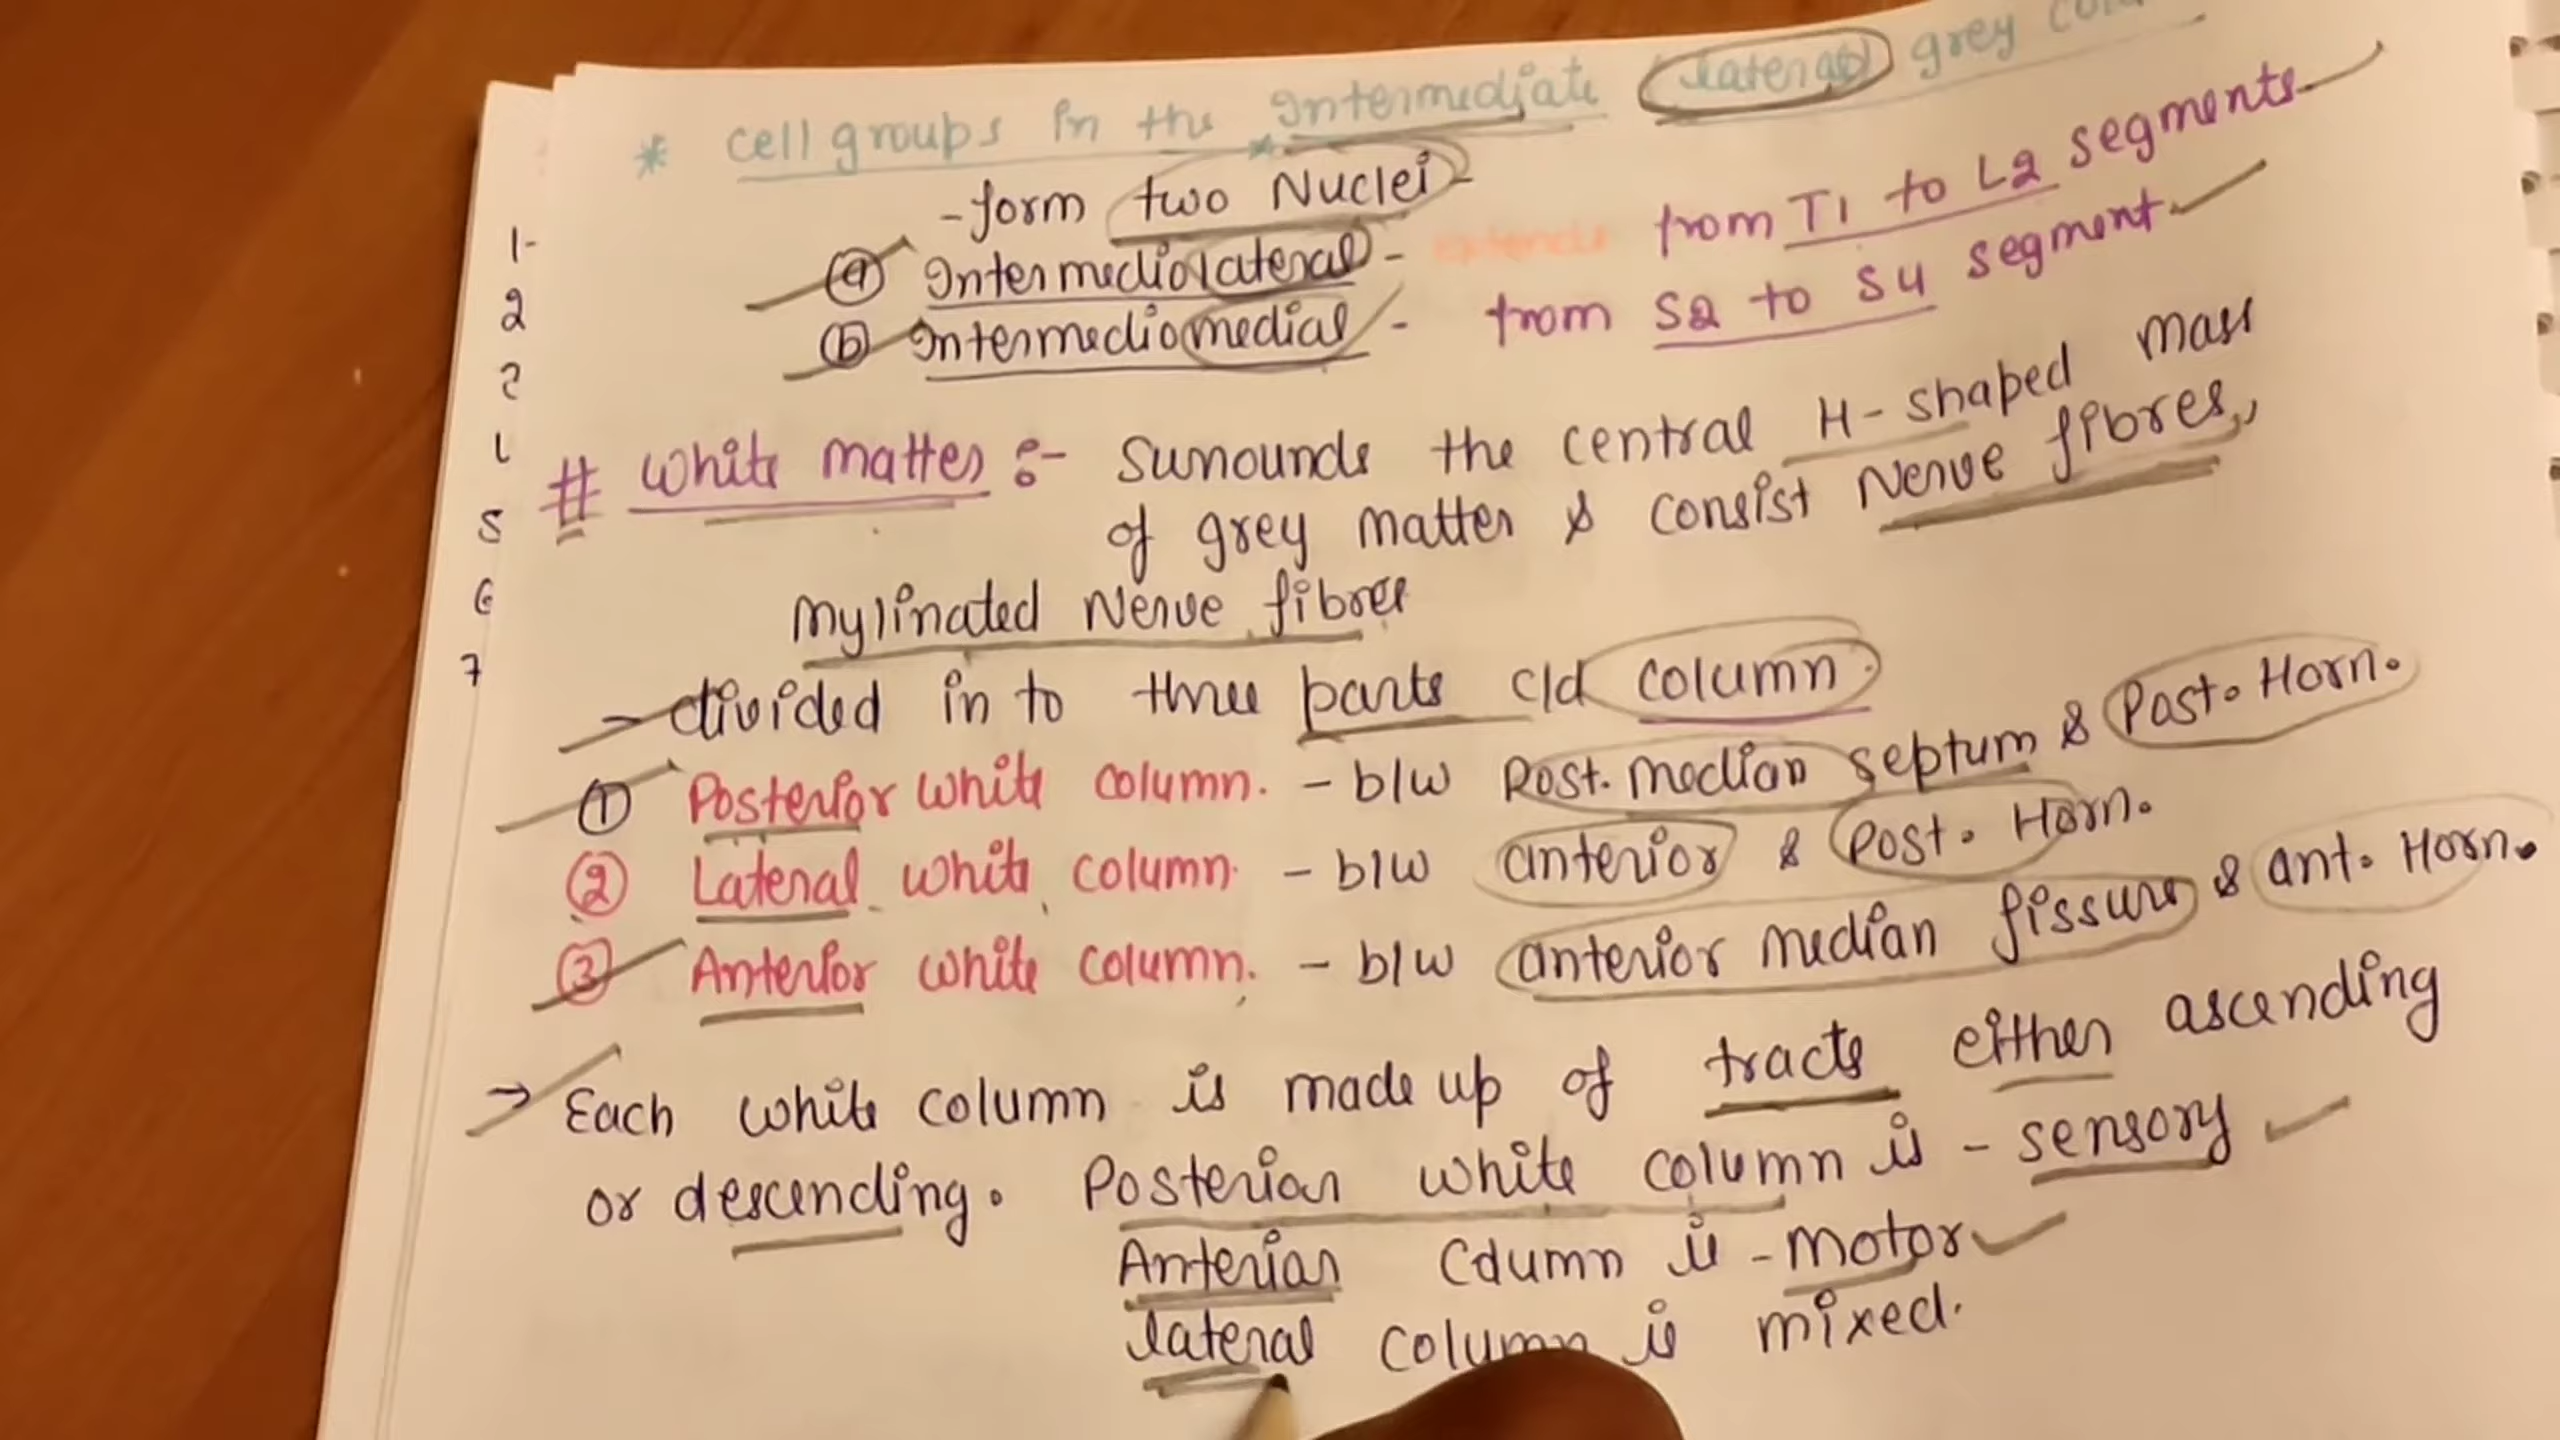 * cell groups in the intermediate (lateral) grey
- form two Nuclei -
1-
ⓐ Intermediolateral - extends from T1 to L2 segments
2
ⓑ Intermediomedial - from S2 to S4 segment
# White matter :- Surrounds the central H-shaped mass
of grey matter & consist Nerve fibres,
5
mylinated Nerve fibres
6
7
→ divided in to three parts c/d column.
① Posterior white column. - b/w Post. median septum & Post. Horn.
② Lateral white column. - b/w anterior & Post. Horn.
③ Anterior white column. - b/w anterior median fissure & ant. Horn.
→ Each white column is made up of tracts either ascending
or descending. Posterior white column is - sensory
Anterior Column is - motor
lateral column is mixed.